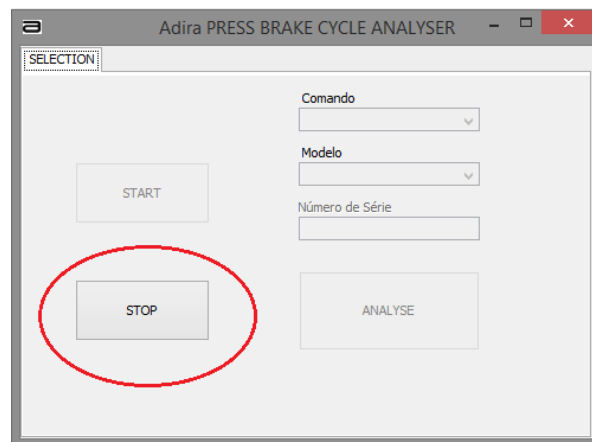 Adira PRESS BRAKE CYCLE ANALYSER
SELECTION
Comando
Modelo
START
Número de Série
STOP
ANALYSE